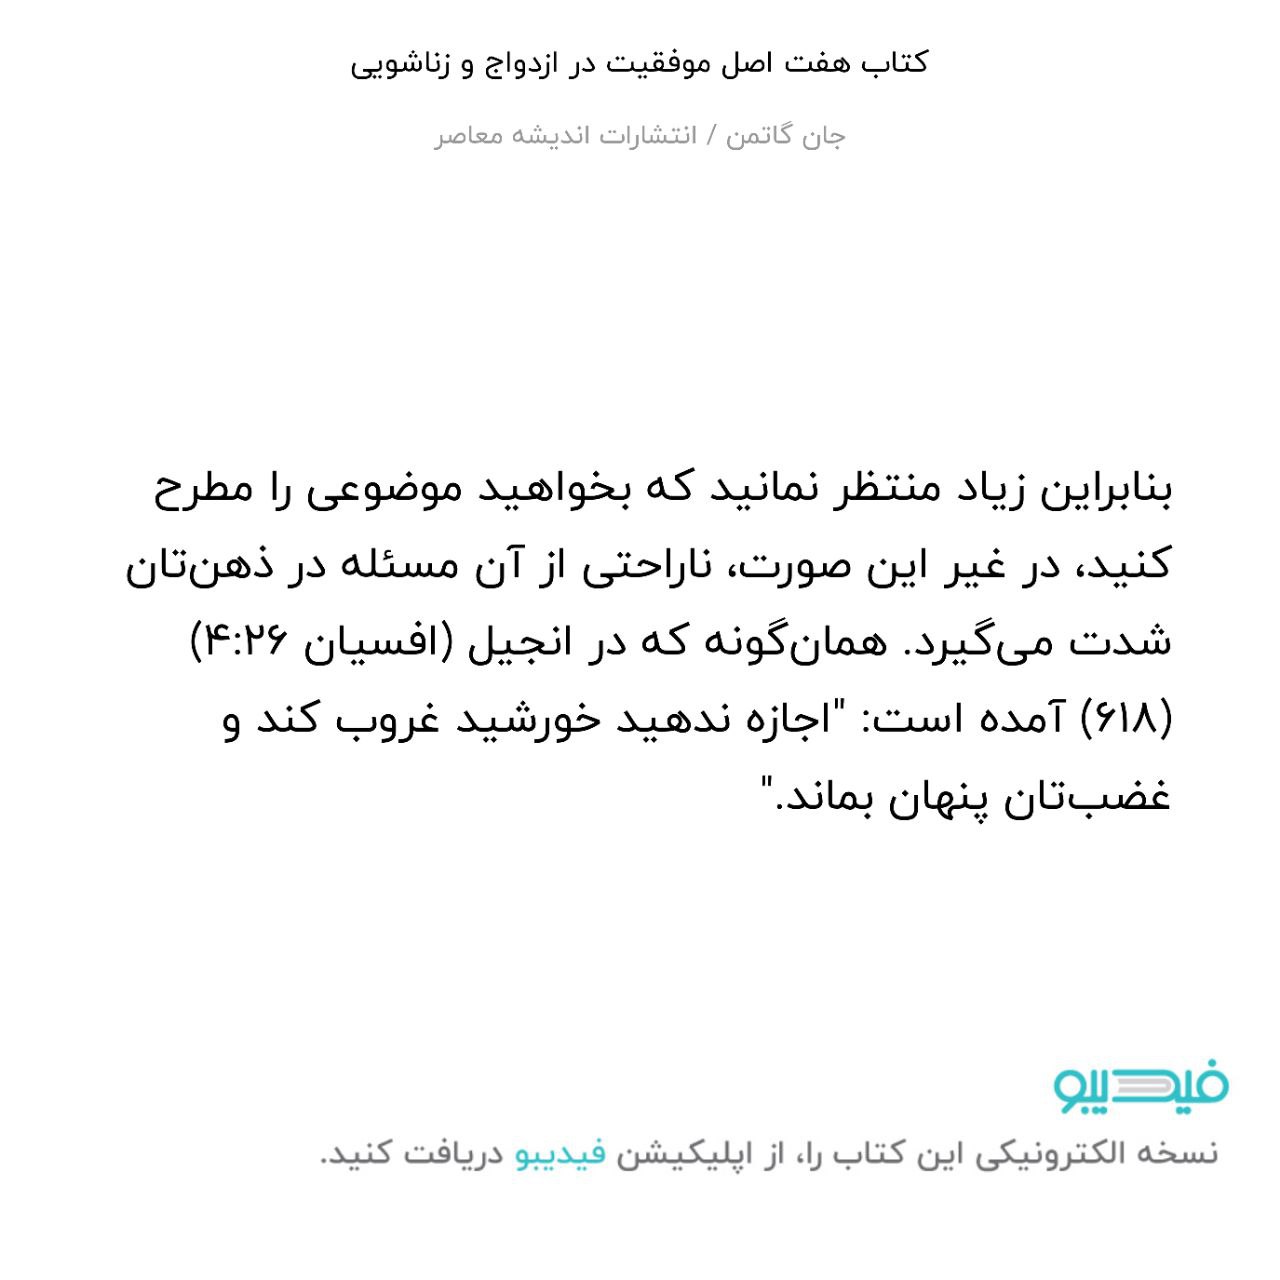 کتاب هفت اصل موفقیت در ازدواج و زناشویی
جان گاتمن / انتشارات اندیشه معاصر
بنابراین زیاد منتظر نمانید که بخواهید موضوعی را مطرح
کنید، در غیر این صورت، ناراحتی از آن مسئله در ذهن‌تان
شدت می‌گیرد. همان‌گونه که در انجیل (افسیان ۴:۲۶)
(۶۱۸) آمده است: "اجازه ندهید خورشید غروب کند و
غضب‌تان پنهان بماند."
فیدیبو
نسخه الکترونیکی این کتاب را، از اپلیکیشن فیدیبو دریافت کنید.